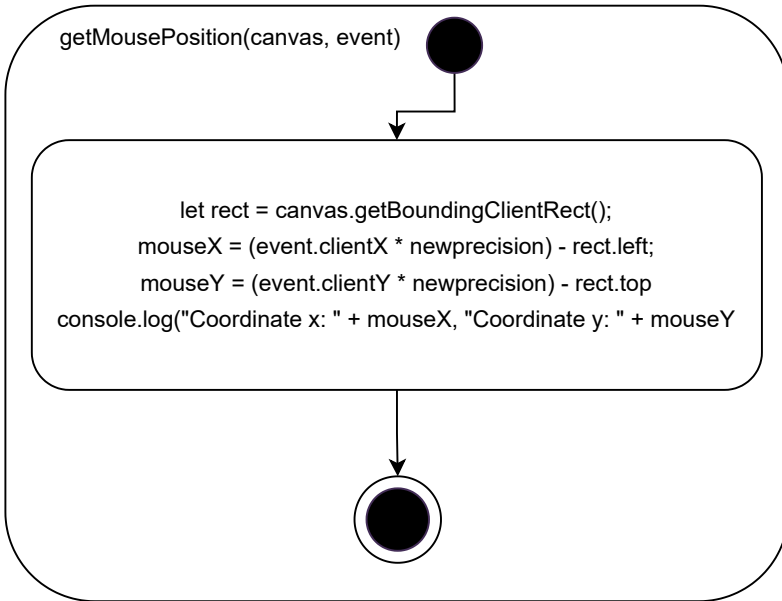 getMousePosition(canvas, event)
let rect = canvas.getBoundingClientRect();
mouseX = (event.clientX * newprecision) - rect.left;
mouseY = (event.clientY * newprecision) - rect.top
console.log("Coordinate x: " + mouseX, "Coordinate y: " + mouseY